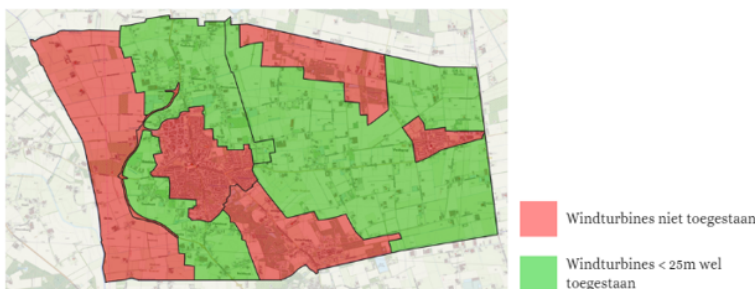 Windturbines niet toegestaan
Windturbines < 25m wel
toegestaan